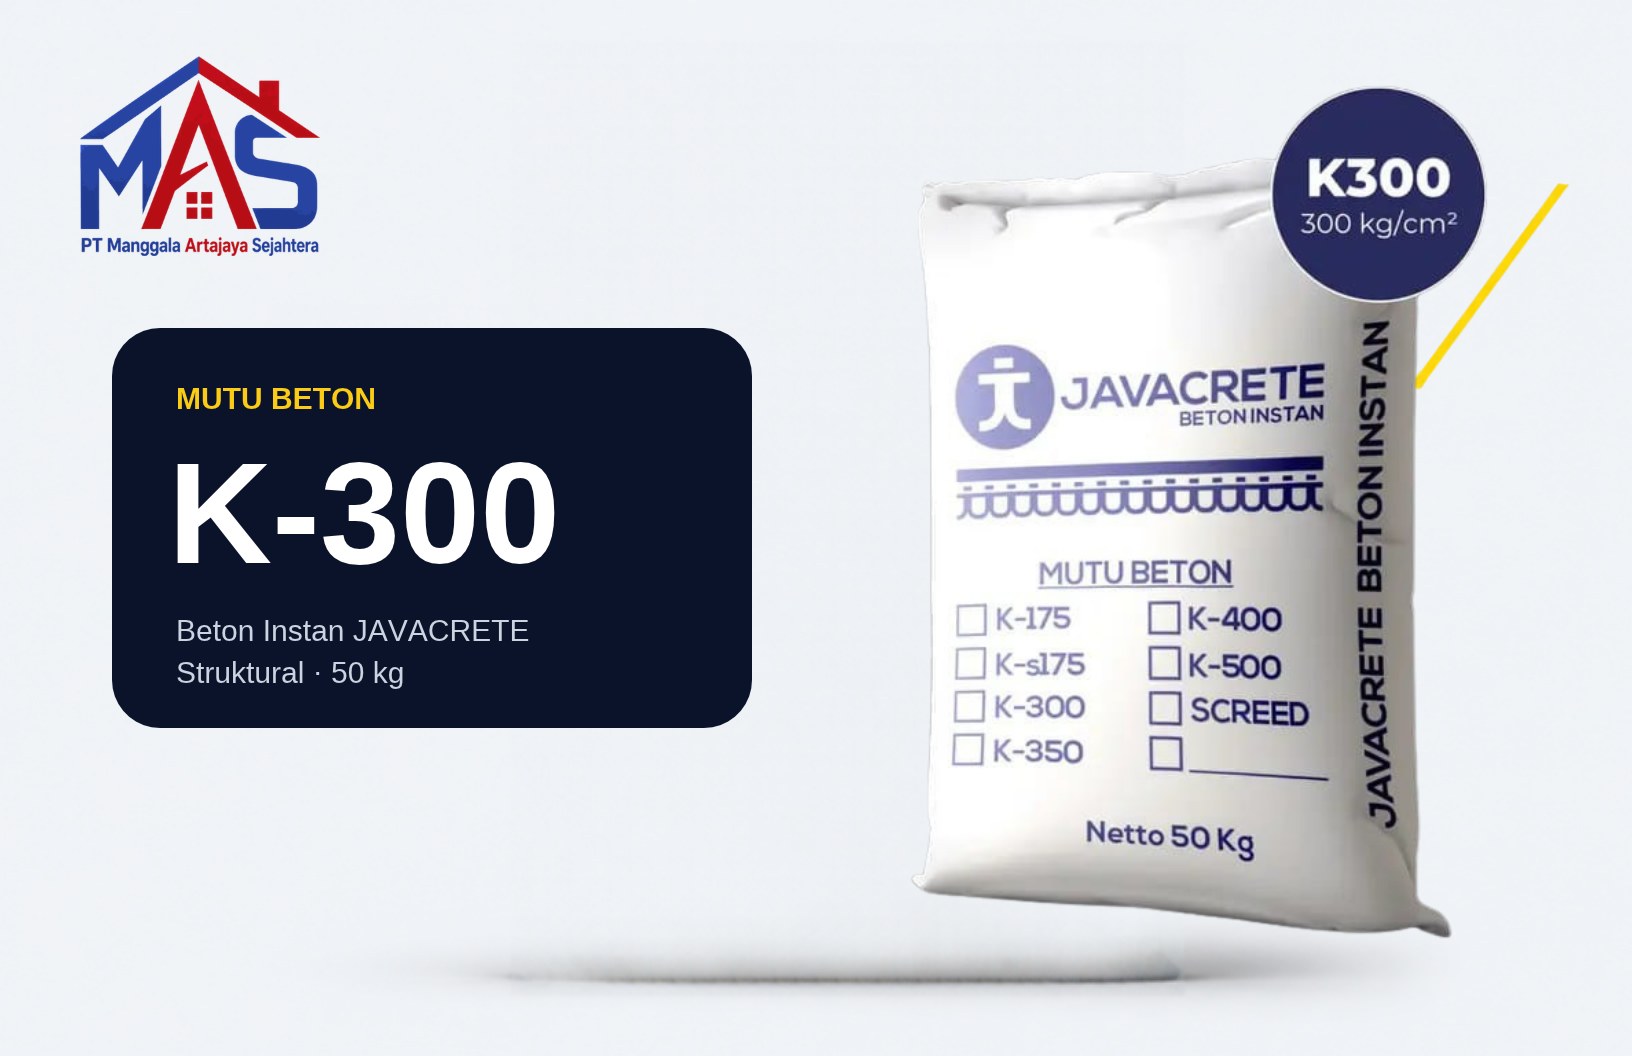 MAS
PT Manggala Artajaya Sejahtera
MUTU BETON
K-300
Beton Instan JAVACRETE
Struktural · 50 kg
K300
300 kg/cm²
JAVACRETE
BETON INSTAN
MUTU BETON
K-175
K-s175
K-300
K-350
K-400
K-500
SCREED
Netto 50 Kg
JAVACRETE BETON INSTAN